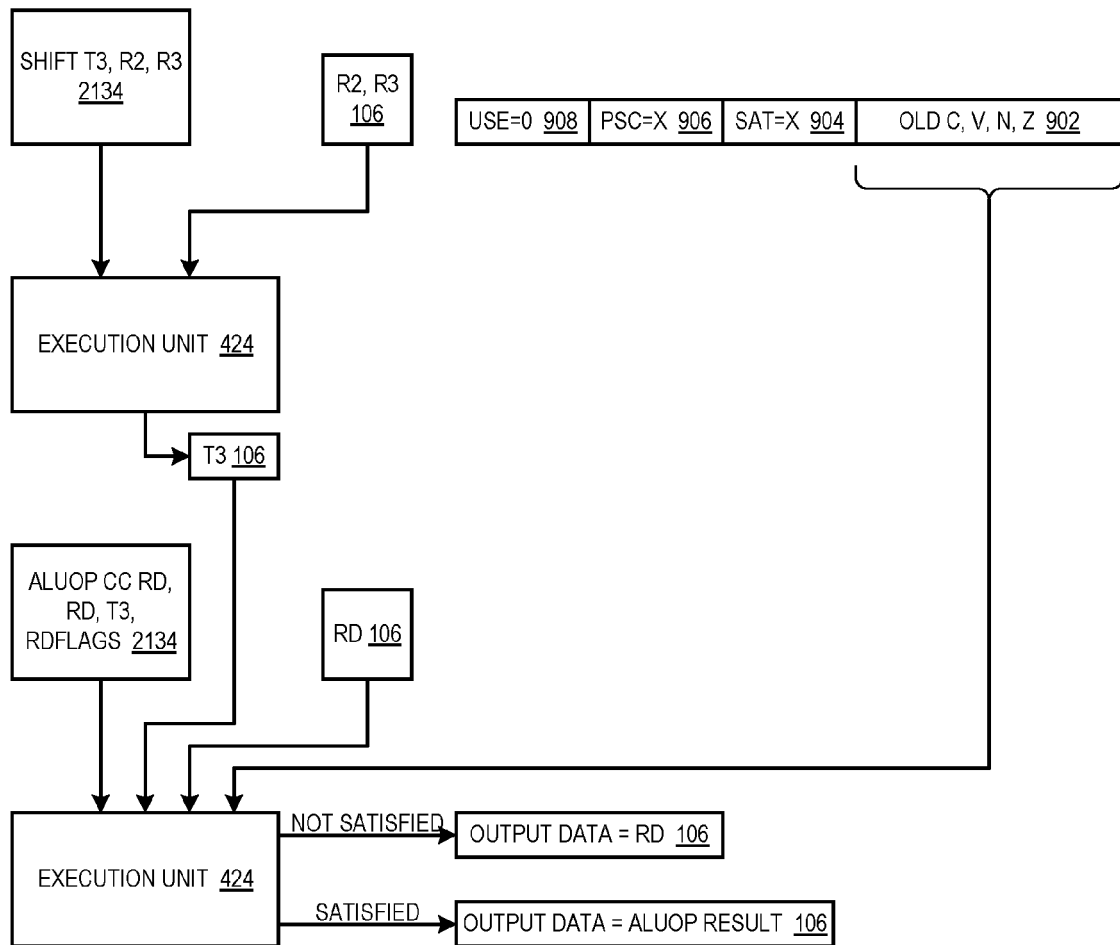 SHIFT T3, R2, R3
2134
R2, R3
106
USE=0 908
PSC=X 906
SAT=X 904
OLD C, V, N, Z 902
EXECUTION UNIT 424
T3 106
ALUOP CC RD,
RD, T3,
RDFLAGS 2134
RD 106
EXECUTION UNIT 424
NOT SATISFIED
OUTPUT DATA = RD 106
SATISFIED
OUTPUT DATA = ALUOP RESULT 106